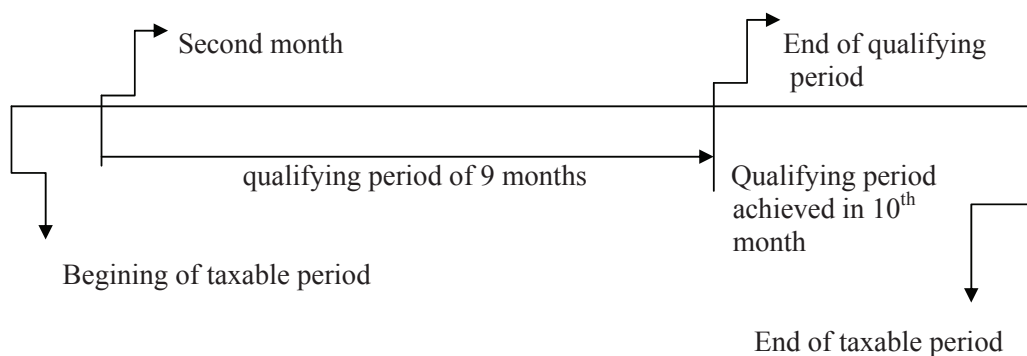 Second month
End of qualifying
period
qualifying period of 9 months
Qualifying period
achieved in 10th
month
Begining of taxable period
End of taxable period